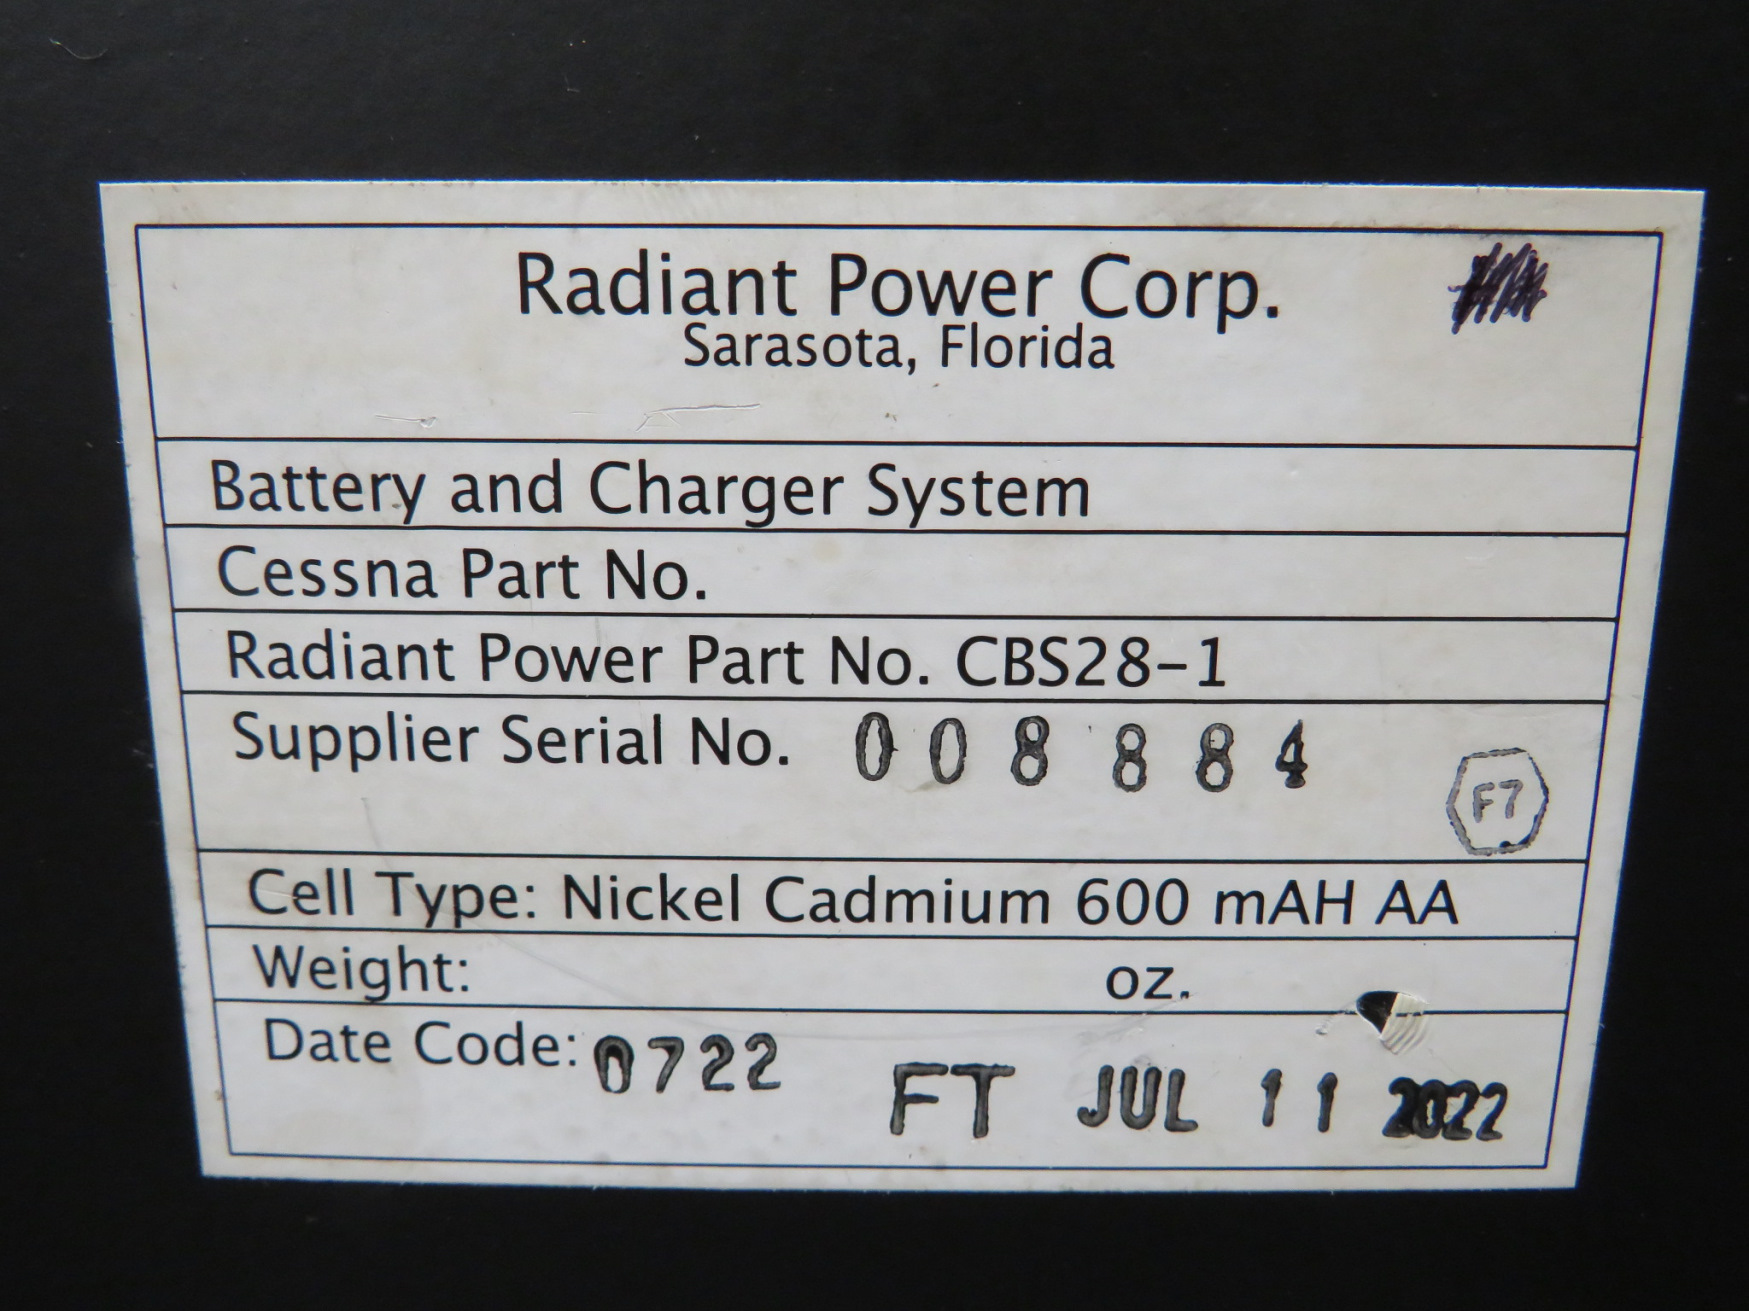 Radiant Power Corp.
Sarasota, Florida
Battery and Charger System
Cessna Part No.
Radiant Power Part No. CBS28-1
Supplier Serial No. 008884
F7
Cell Type: Nickel Cadmium 600 mAH AA
Weight: oz.
Date Code: 0722 FT JUL 11 2022